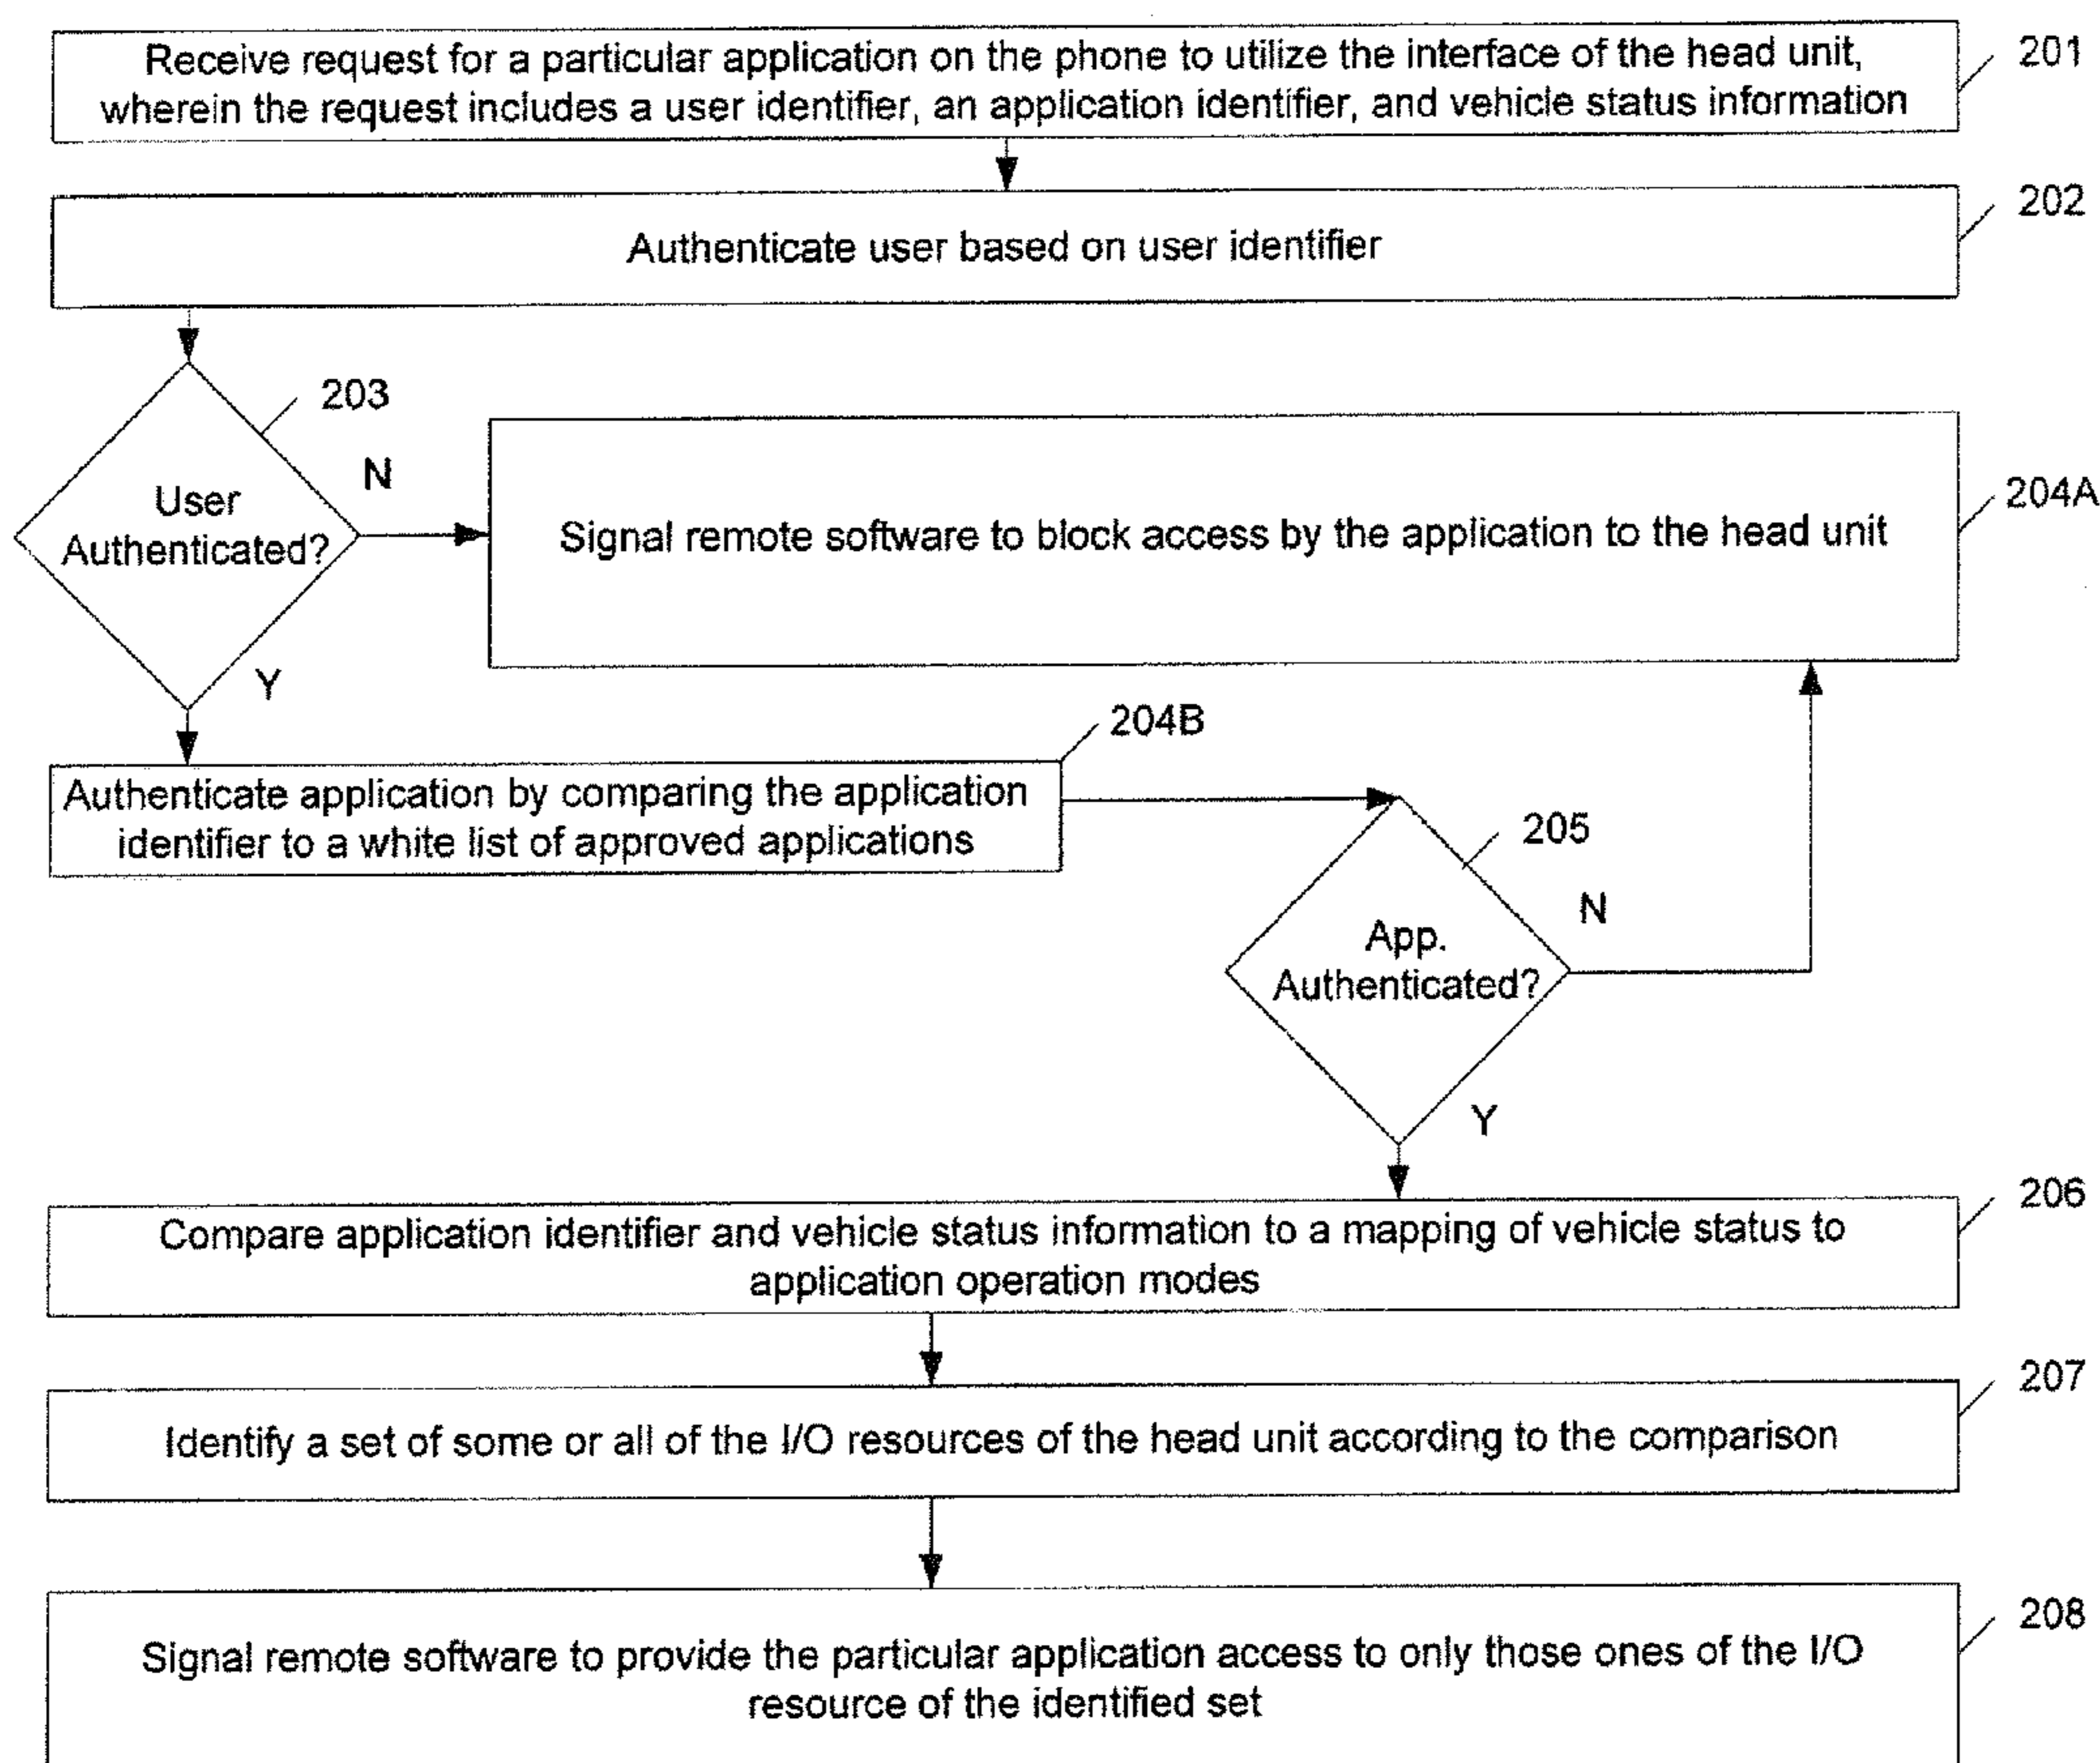 Receive request for a particular application on the phone to utilize the interface of the head unit,
wherein the request includes a user identifier, an application identifier, and vehicle status information
201
Authenticate user based on user identifier
202
203
User
Authenticated?
N
Y
Signal remote software to block access by the application to the head unit
204A
204B
Authenticate application by comparing the application
identifier to a white list of approved applications
205
App.
Authenticated?
N
Y
Compare application identifier and vehicle status information to a mapping of vehicle status to
application operation modes
206
Identify a set of some or all of the I/O resources of the head unit according to the comparison
207
Signal remote software to provide the particular application access to only those ones of the I/O
resource of the identified set
208